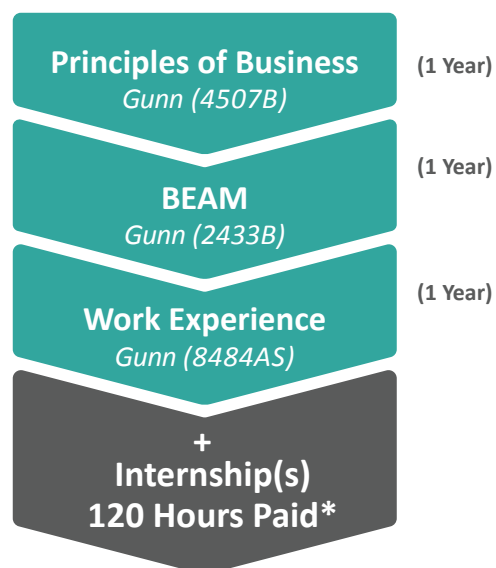 Principles of Business
Gunn (4507B)
(1 Year)
BEAM
Gunn (2433B)
(1 Year)
Work Experience
Gunn (8484AS)
(1 Year)
+
Internship(s)
120 Hours Paid*